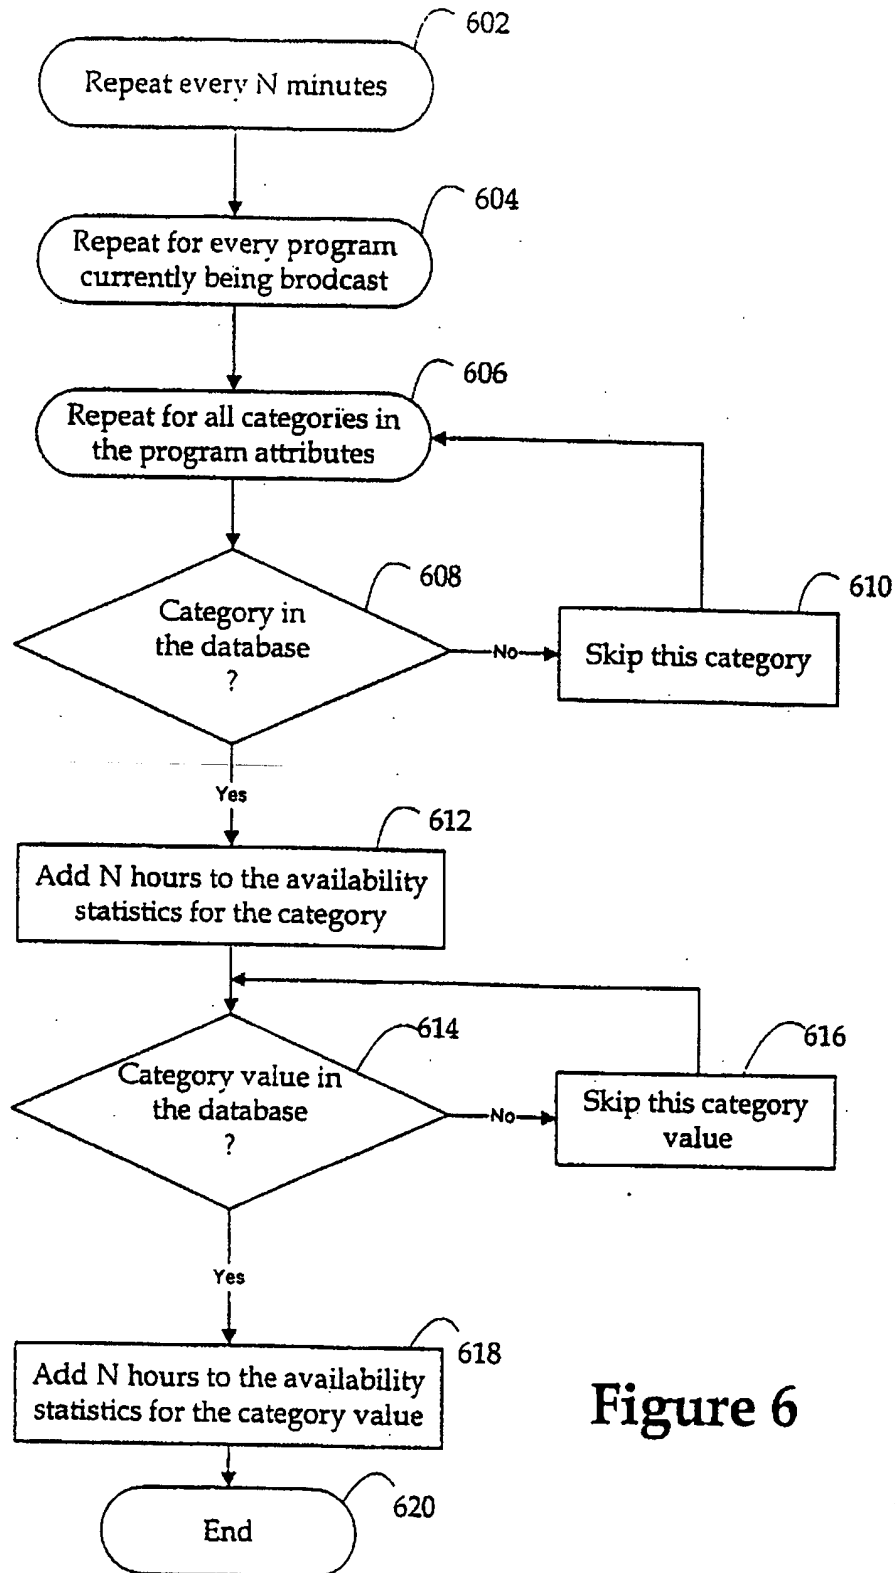 602
Repeat every N minutes
604
Repeat for every program
currently being brodcast
606
Repeat for all categories in
the program attributes
608
Category in
the database
?
No
610
Skip this category
Yes
612
Add N hours to the availability
statistics for the category
614
Category value in
the database
?
No
616
Skip this category
value
Yes
618
Add N hours to the availability
statistics for the category value
Figure 6
620
End